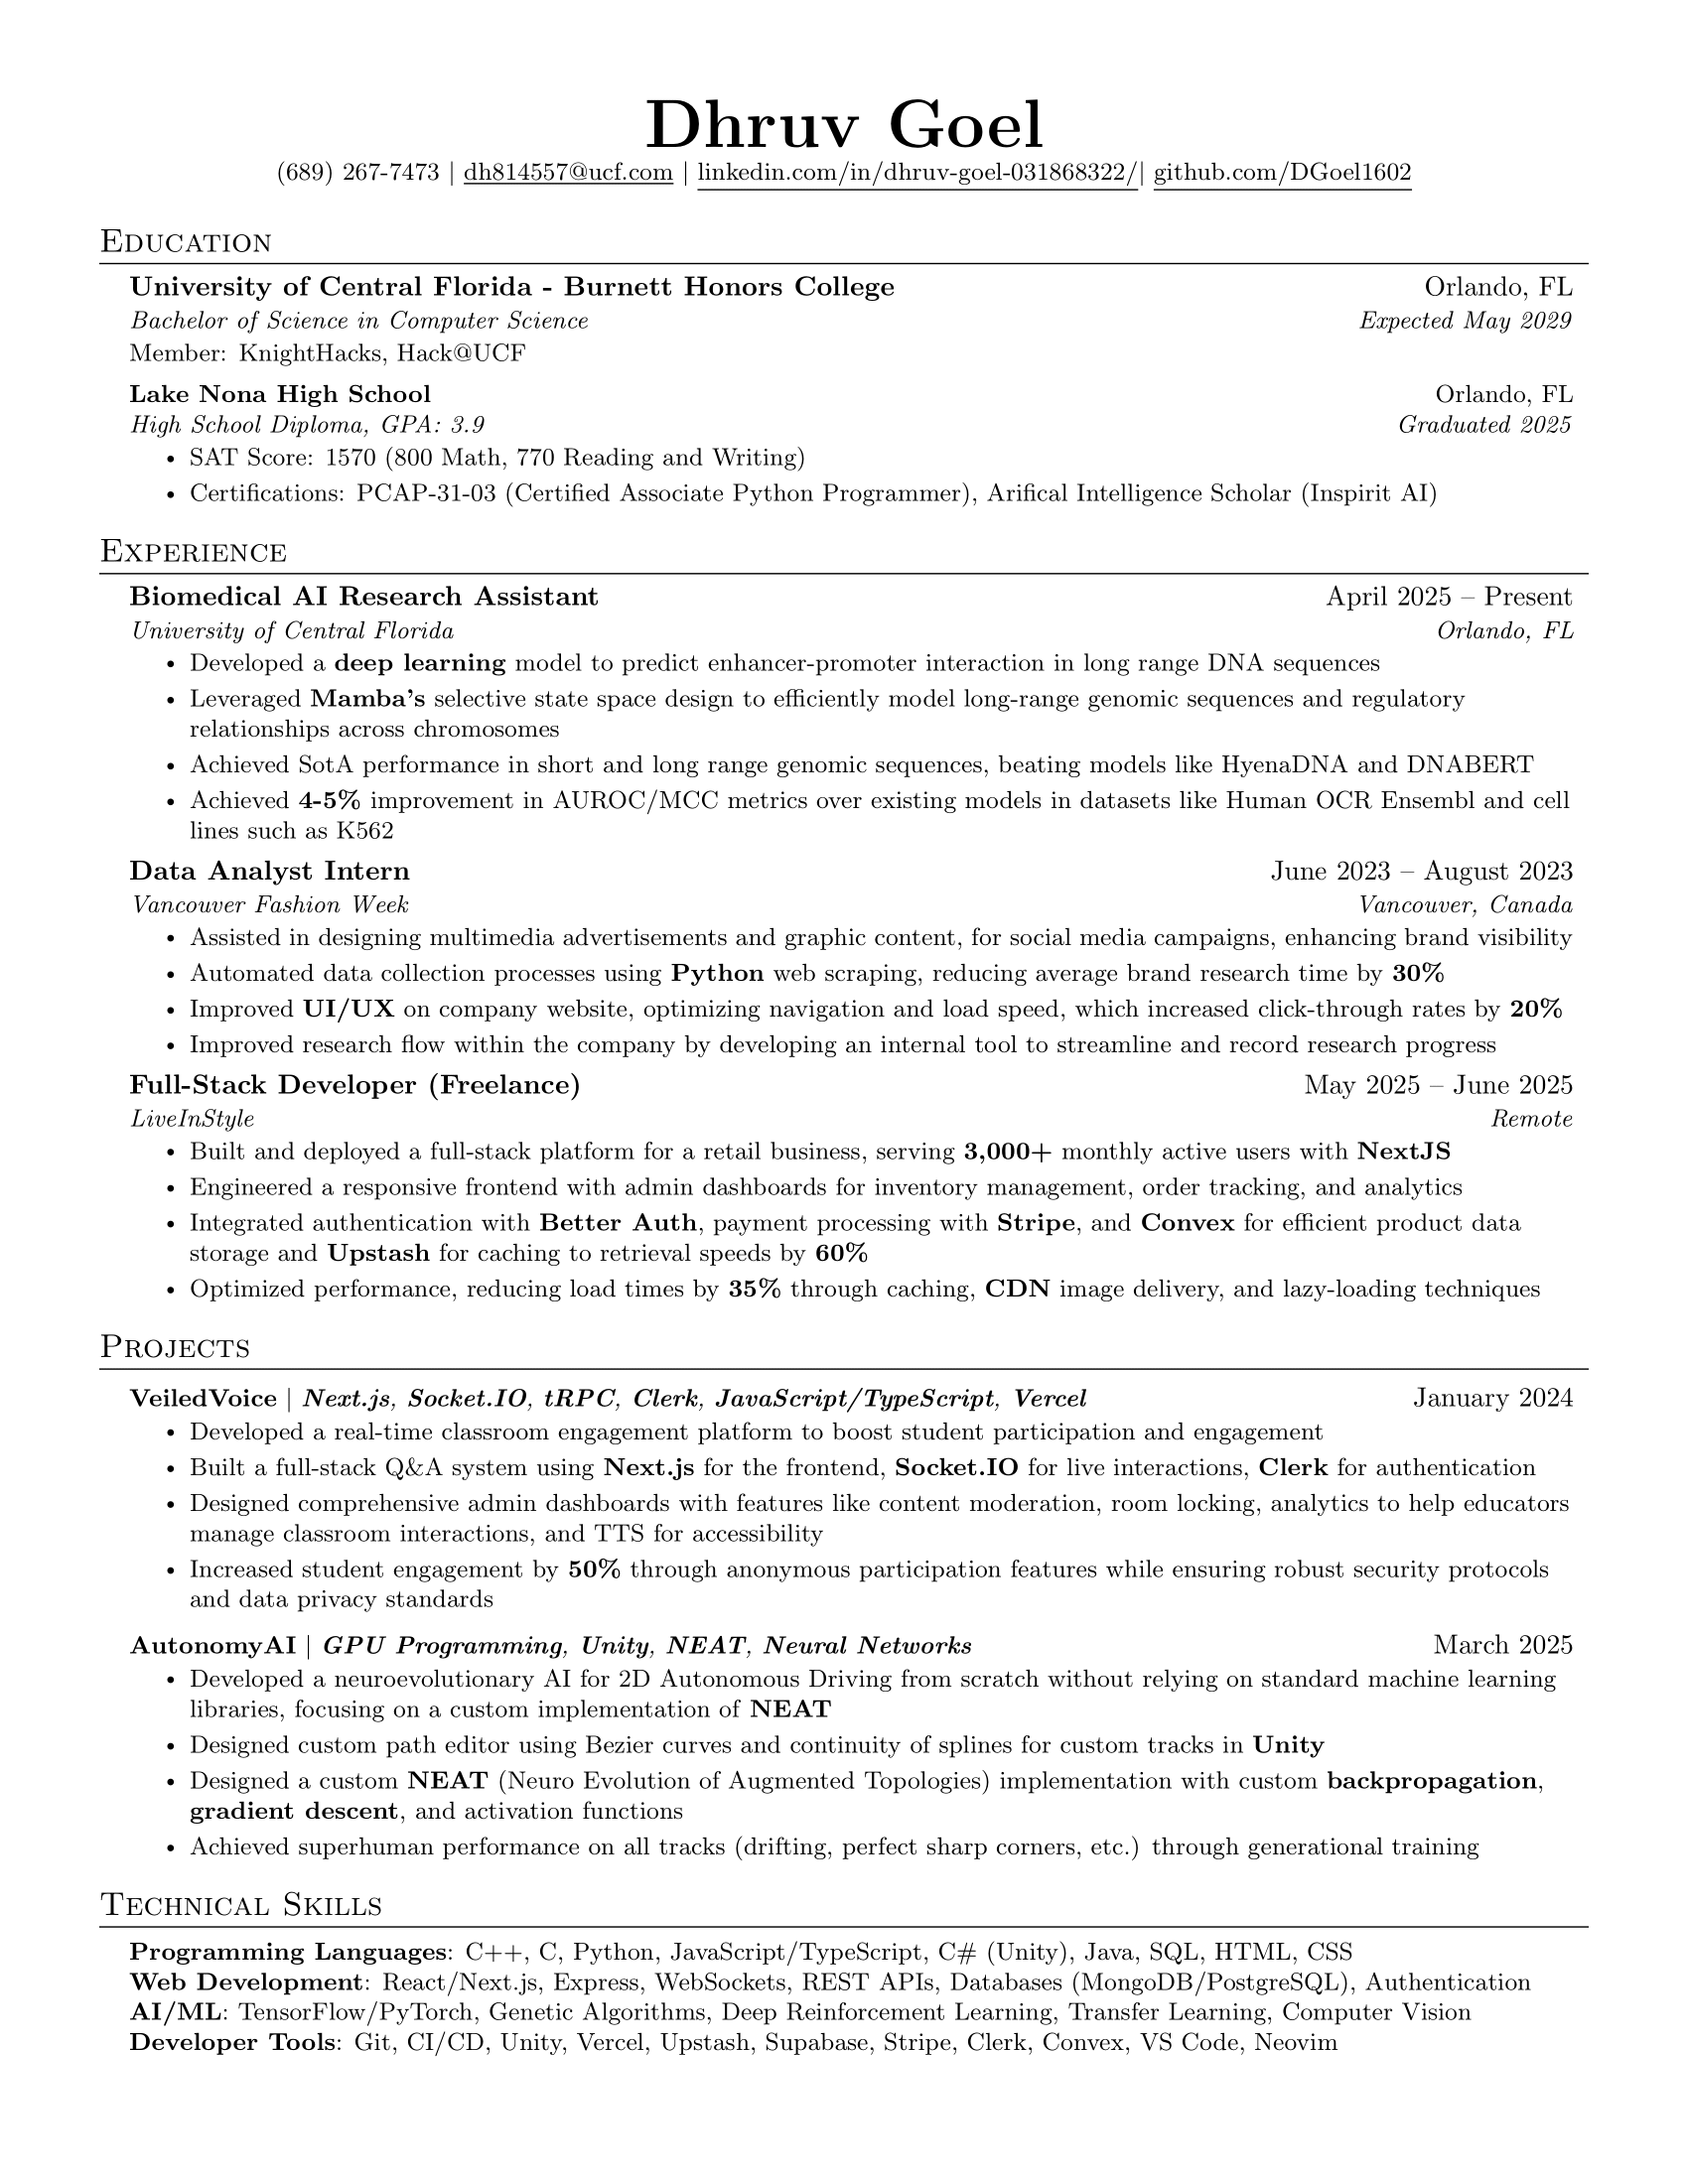 Dhruv Goel
(689) 267-7473 | dh814557@ucf.com | linkedin.com/in/dhruv-goel-031868322/| github.com/DGoel1602
Education
University of Central Florida - Burnett Honors College Orlando, FL
Bachelor of Science in Computer Science Expected May 2029
Member: KnightHacks, Hack@UCF
Lake Nona High School Orlando, FL
High School Diploma, GPA: 3.9 Graduated 2025
• SAT Score: 1570 (800 Math, 770 Reading and Writing)
• Certifications: PCAP-31-03 (Certified Associate Python Programmer), Arifical Intelligence Scholar (Inspirit AI)
Experience
Biomedical AI Research Assistant April 2025 – Present
University of Central Florida Orlando, FL
• Developed a deep learning model to predict enhancer-promoter interaction in long range DNA sequences
• Leveraged Mamba's selective state space design to efficiently model long-range genomic sequences and regulatory
relationships across chromosomes
• Achieved SotA performance in short and long range genomic sequences, beating models like HyenaDNA and DNABERT
• Achieved 4-5% improvement in AUROC/MCC metrics over existing models in datasets like Human OCR Ensembl and cell
lines such as K562
Data Analyst Intern June 2023 – August 2023
Vancouver Fashion Week Vancouver, Canada
• Assisted in designing multimedia advertisements and graphic content, for social media campaigns, enhancing brand visibility
• Automated data collection processes using Python web scraping, reducing average brand research time by 30%
• Improved UI/UX on company website, optimizing navigation and load speed, which increased click-through rates by 20%
• Improved research flow within the company by developing an internal tool to streamline and record research progress
Full-Stack Developer (Freelance) May 2025 – June 2025
LiveInStyle Remote
• Built and deployed a full-stack platform for a retail business, serving 3,000+ monthly active users with NextJS
• Engineered a responsive frontend with admin dashboards for inventory management, order tracking, and analytics
• Integrated authentication with Better Auth, payment processing with Stripe, and Convex for efficient product data
storage and Upstash for caching to retrieval speeds by 60%
• Optimized performance, reducing load times by 35% through caching, CDN image delivery, and lazy-loading techniques
Projects
VeiledVoice | Next.js, Socket.IO, tRPC, Clerk, JavaScript/TypeScript, Vercel January 2024
• Developed a real-time classroom engagement platform to boost student participation and engagement
• Built a full-stack Q&A system using Next.js for the frontend, Socket.IO for live interactions, Clerk for authentication
• Designed comprehensive admin dashboards with features like content moderation, room locking, analytics to help educators
manage classroom interactions, and TTS for accessibility
• Increased student engagement by 50% through anonymous participation features while ensuring robust security protocols
and data privacy standards
AutonomyAI | GPU Programming, Unity, NEAT, Neural Networks March 2025
• Developed a neuroevolutionary AI for 2D Autonomous Driving from scratch without relying on standard machine learning
libraries, focusing on a custom implementation of NEAT
• Designed custom path editor using Bezier curves and continuity of splines for custom tracks in Unity
• Designed a custom NEAT (Neuro Evolution of Augmented Topologies) implementation with custom backpropagation,
gradient descent, and activation functions
• Achieved superhuman performance on all tracks (drifting, perfect sharp corners, etc.) through generational training
Technical Skills
Programming Languages: C++, C, Python, JavaScript/TypeScript, C# (Unity), Java, SQL, HTML, CSS
Web Development: React/Next.js, Express, WebSockets, REST APIs, Databases (MongoDB/PostgreSQL), Authentication
AI/ML: TensorFlow/PyTorch, Genetic Algorithms, Deep Reinforcement Learning, Transfer Learning, Computer Vision
Developer Tools: Git, CI/CD, Unity, Vercel, Upstash, Supabase, Stripe, Clerk, Convex, VS Code, Neovim